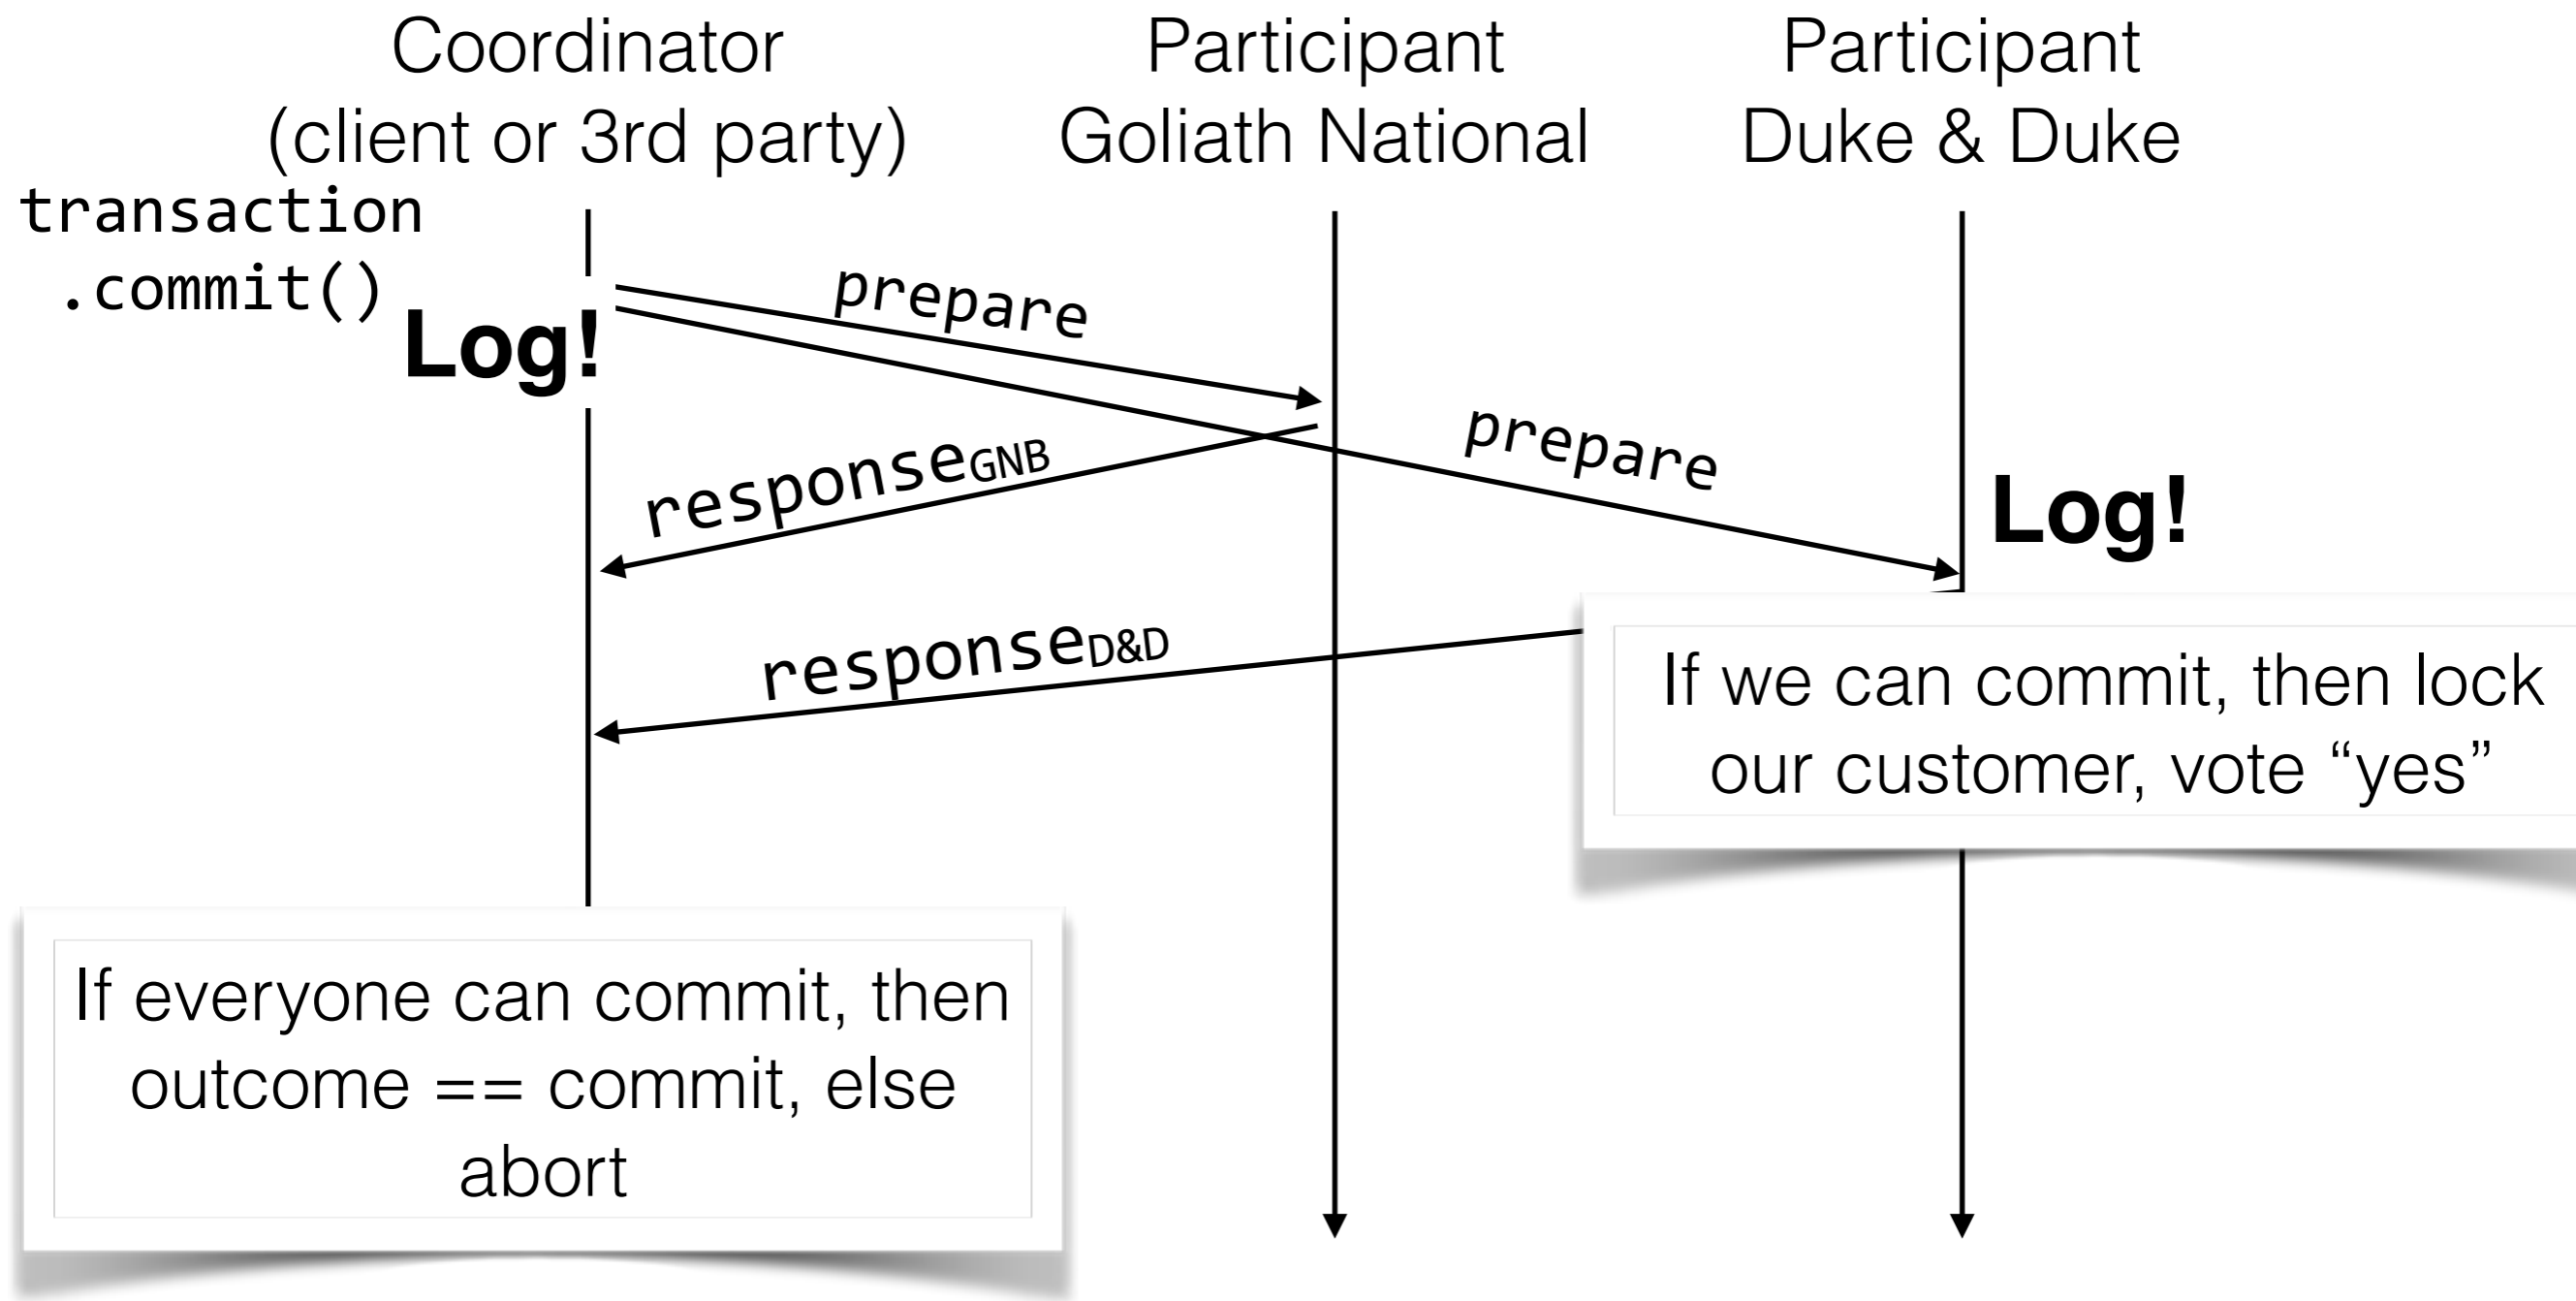 Coordinator
(client or 3rd party)
Participant
Goliath National
Participant
Duke & Duke
transaction
.commit()
Log!
prepare
prepare
responseGNB
Log!
responseD&D
If we can commit, then lock
our customer, vote “yes”
If everyone can commit, then
outcome == commit, else
abort